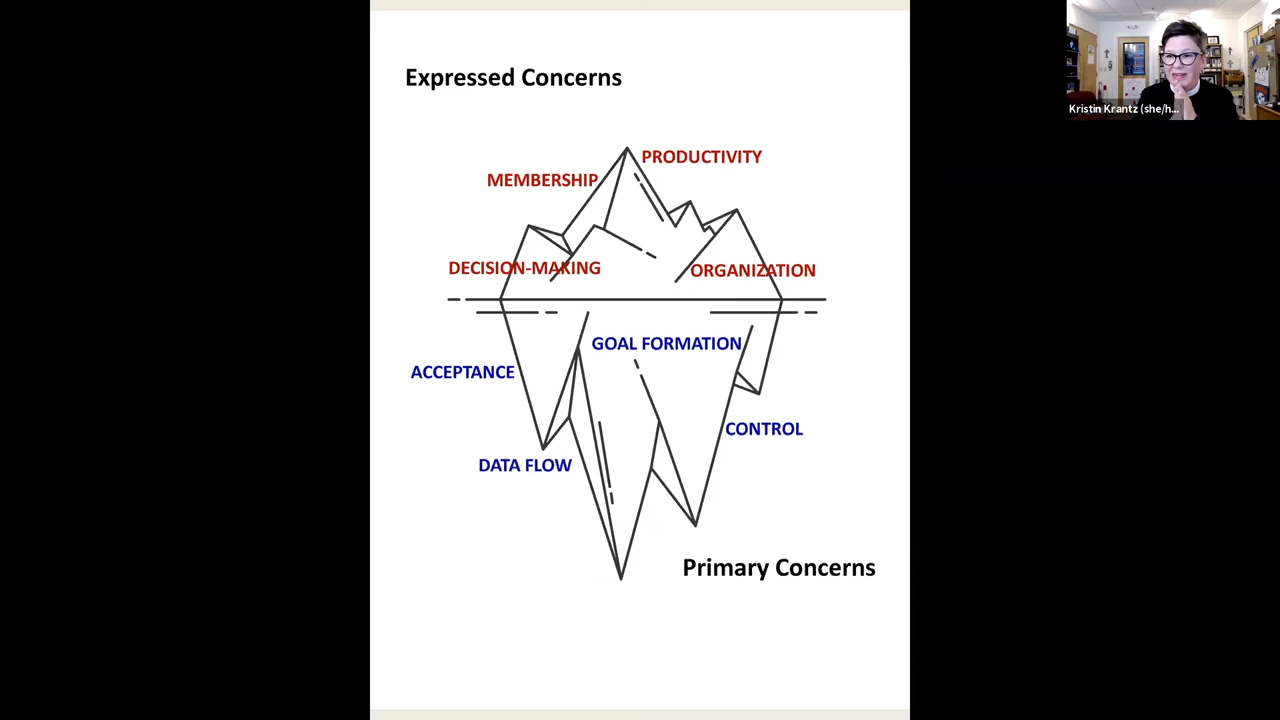 Expressed Concerns
PRODUCTIVITY
MEMBERSHIP
DECISION-MAKING
ORGANIZATION
GOAL FORMATION
ACCEPTANCE
CONTROL
DATA FLOW
Primary Concerns
Kristin Krantz (she/h...